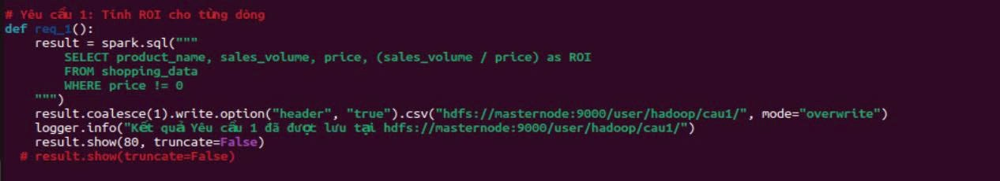 # Yêu cầu 1: Tính ROI cho từng dòng
def req_1():
    result = spark.sql("""
        SELECT product_name, sales_volume, price, (sales_volume / price) as ROI
        FROM shopping_data
        WHERE price != 0
    """)
    result.coalesce(1).write.option("header", "true").csv("hdfs://masternode:9000/user/hadoop/cau1/", mode="overwrite")
    logger.info("Kết quả Yêu cầu 1 đã được lưu tại hdfs://masternode:9000/user/hadoop/cau1/")
    result.show(80, truncate=False)
  # result.show(truncate=False)